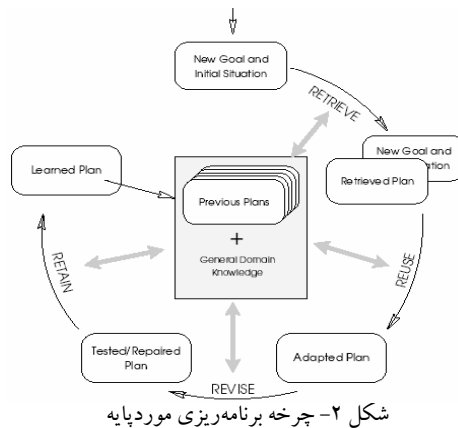 New Goal and
Initial Situation
RETRIEVE
New Goal and
ation
Retrieved Plan
Learned Plan
Previous Plans
+
General Domain
Knowledge
RETAIN
REUSE
Tested/Repaired
Plan
Adapted Plan
REVISE
شکل ۲- چرخه برنامه‌ریزی موردپایه